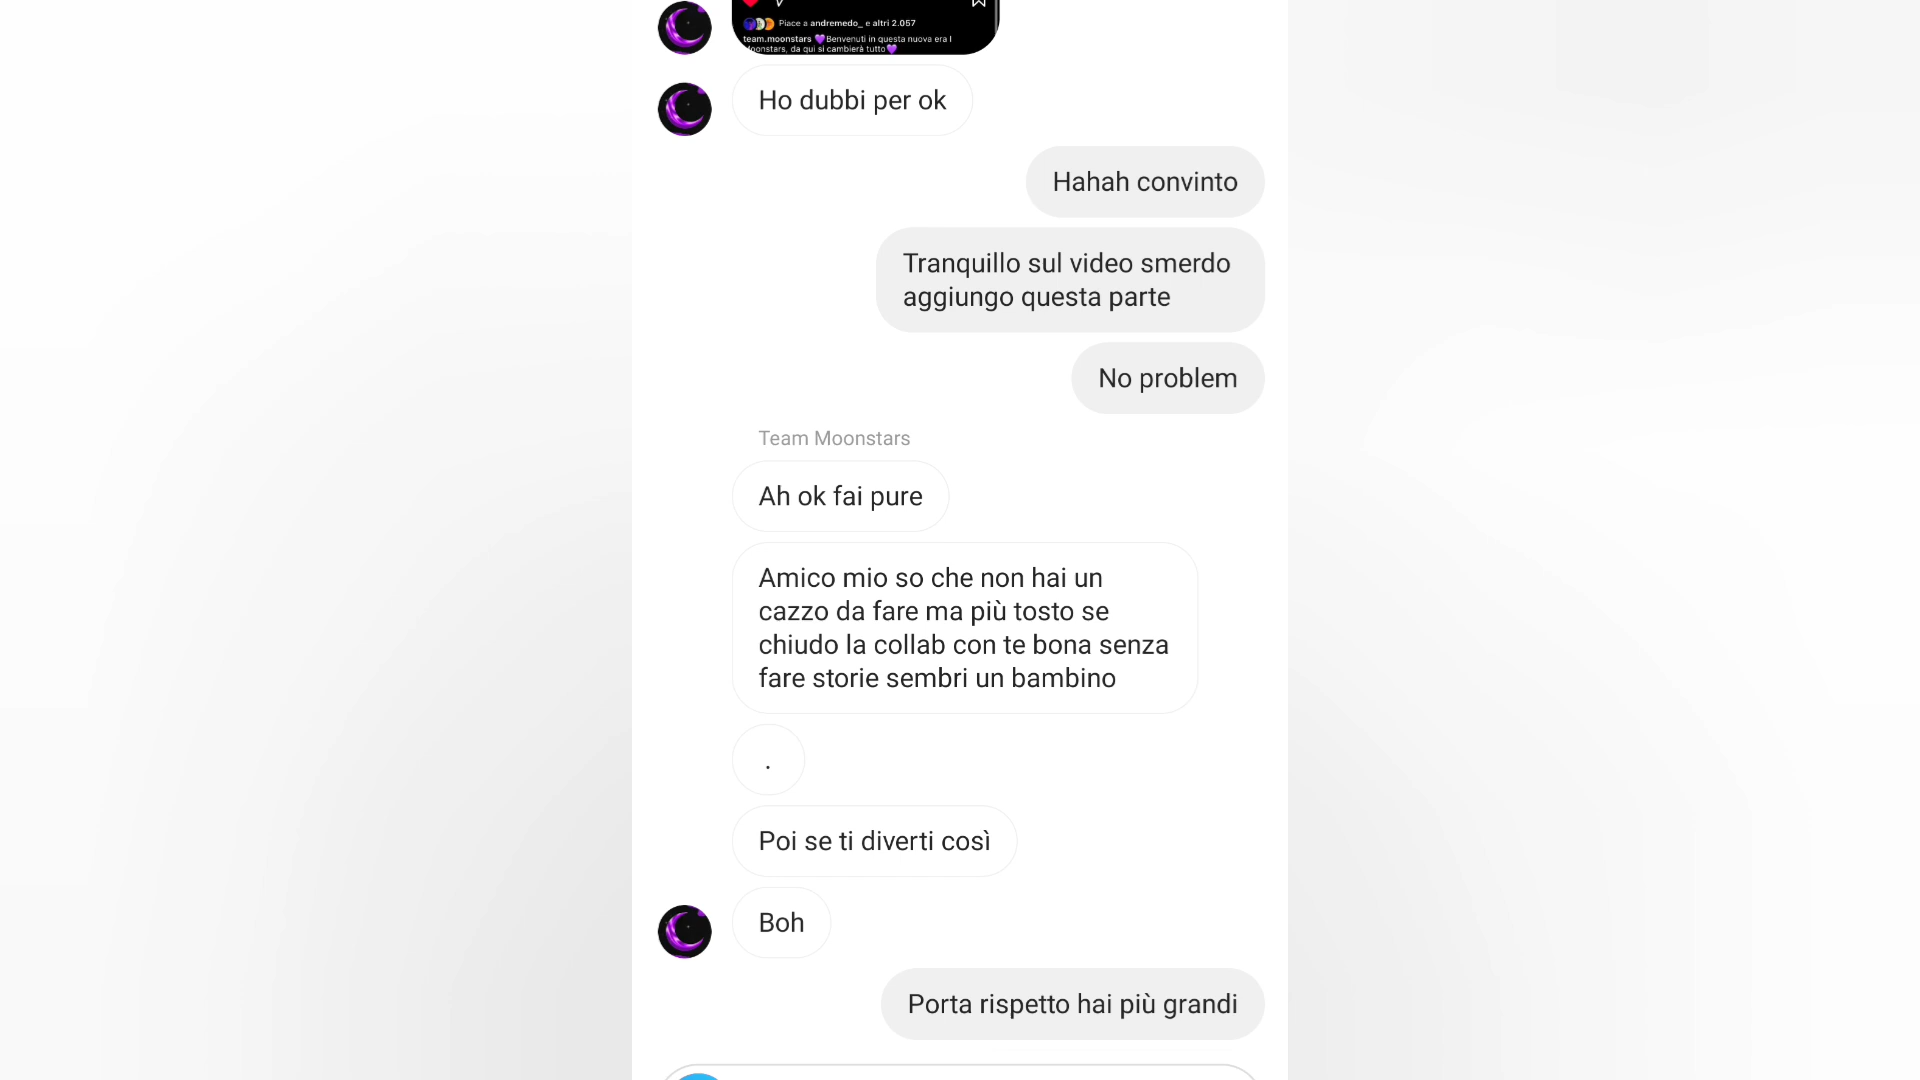 Piace a andremedo_ e altri 2.057
team.moonstars 💜Benvenuti in questa nuova era I
oonstars, da qui si cambierà tutto💜
Ho dubbi per ok
Hahah convinto
Tranquillo sul video smerdo
aggiungo questa parte
No problem
Team Moonstars
Ah ok fai pure
Amico mio so che non hai un
cazzo da fare ma più tosto se
chiudo la collab con te bona senza
fare storie sembri un bambino
.
Poi se ti diverti così
Boh
Porta rispetto hai più grandi